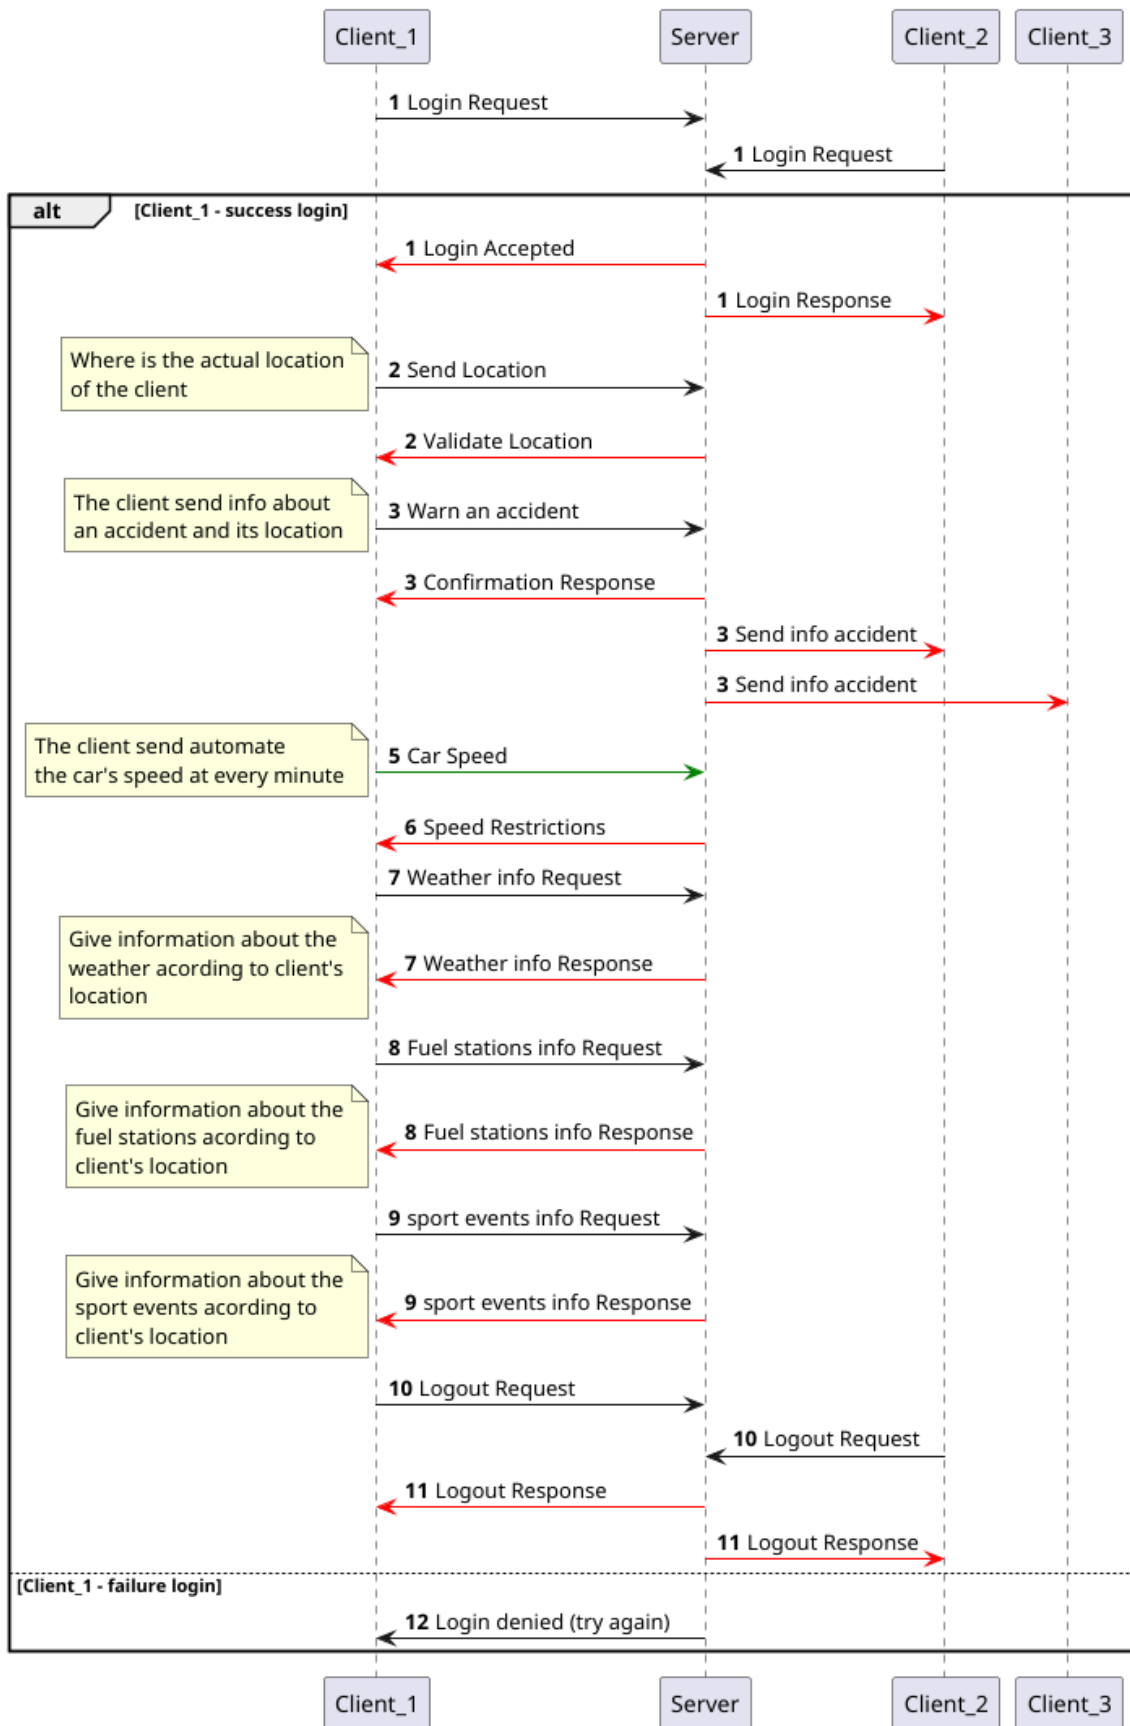 Client_1 Server Client_2 Client_3
1 Login Request
1 Login Request
alt [Client_1 - success login]
1 Login Accepted
1 Login Response
Where is the actual location
of the client
2 Send Location
2 Validate Location
The client send info about
an accident and its location
3 Warn an accident
3 Confirmation Response
3 Send info accident
3 Send info accident
The client send automate
the car's speed at every minute
5 Car Speed
6 Speed Restrictions
7 Weather info Request
Give information about the
weather acording to client's
location
7 Weather info Response
8 Fuel stations info Request
Give information about the
fuel stations acording to
client's location
8 Fuel stations info Response
9 sport events info Request
Give information about the
sport events acording to
client's location
9 sport events info Response
10 Logout Request
10 Logout Request
11 Logout Response
11 Logout Response
[Client_1 - failure login]
12 Login denied (try again)
Client_1 Server Client_2 Client_3